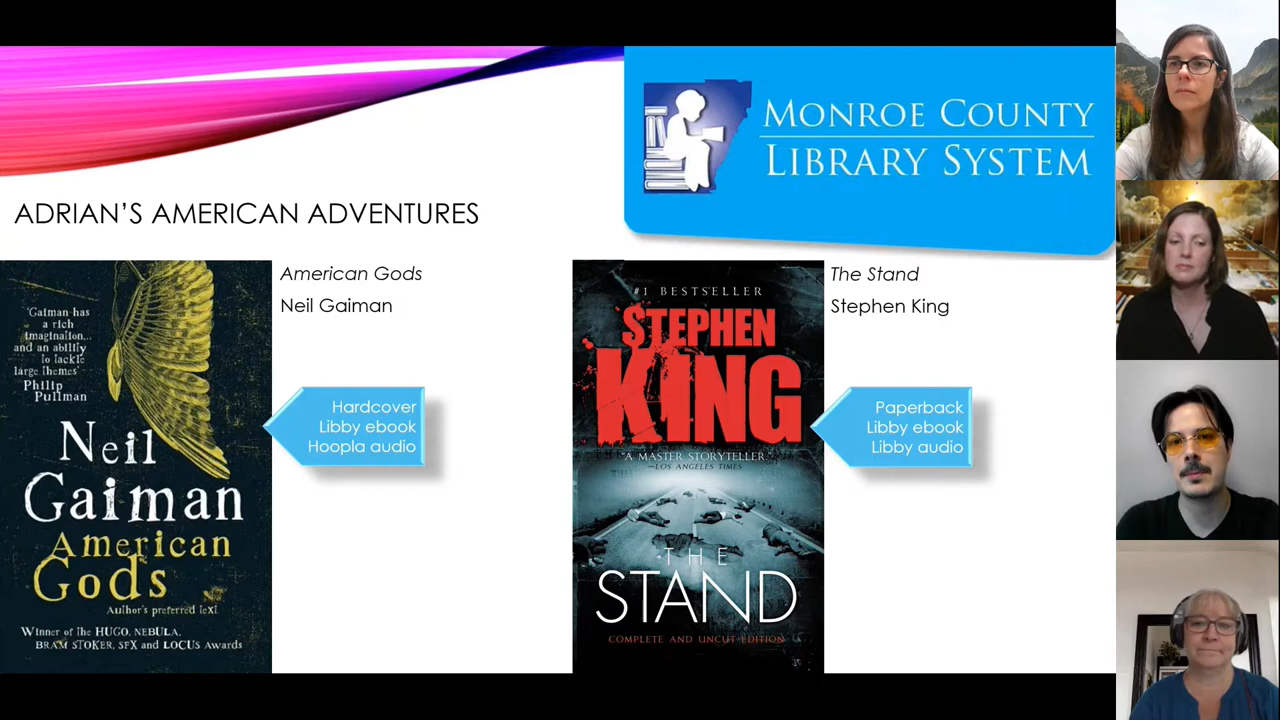 MONROE COUNTY
LIBRARY SYSTEM
ADRIAN'S AMERICAN ADVENTURES
American Gods
Neil Gaiman
Hardcover
Libby ebook
Hoopla audio
'Gaiman has
a rich
imagination...
and an ability
to tackle
large themes'
Philip
Pullman
Neil
Gaiman
American
Gods
Author's preferred text
Winner of the HUGO, NEBULA,
BRAM STOKER, SFX and LOCUS Awards
The Stand
Stephen King
Paperback
Libby ebook
Libby audio
#1 BESTSELLER
STEPHEN
KING
"A MASTER STORYTELLER."
—LOS ANGELES TIMES
THE
STAND
COMPLETE AND UNCUT EDITION